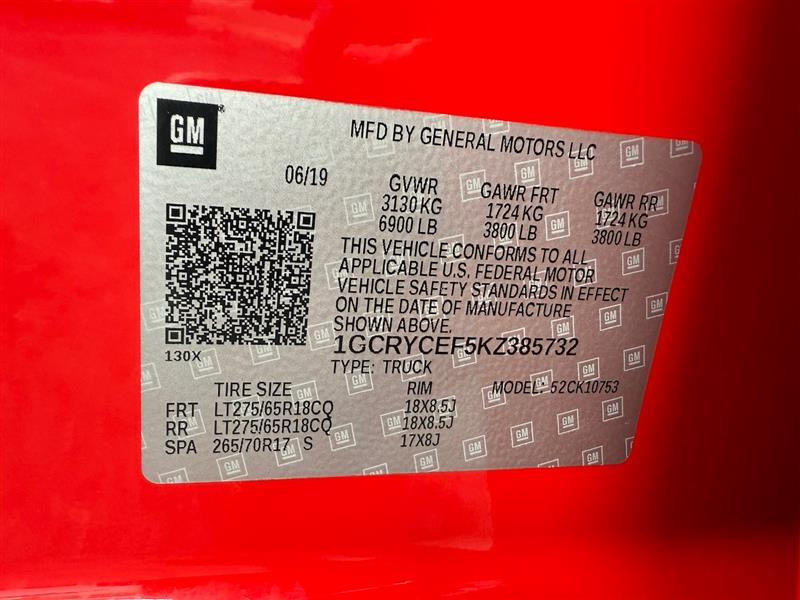 GM
MFD BY GENERAL MOTORS LLC
06/19
GVWR GAWR FRT GAWR RR
3130 KG 1724 KG 1724 KG
6900 LB 3800 LB 3800 LB
THIS VEHICLE CONFORMS TO ALL
APPLICABLE U.S. FEDERAL MOTOR
VEHICLE SAFETY STANDARDS IN EFFECT
ON THE DATE OF MANUFACTURE
SHOWN ABOVE.
130X
1GCRYCEF5KZ385732
TYPE: TRUCK
TIRE SIZE RIM MODEL: 52CK10753
FRT LT275/65R18CQ 18X8.5J
RR LT275/65R18CQ 18X8.5J
SPA 265/70R17 S 17X8J